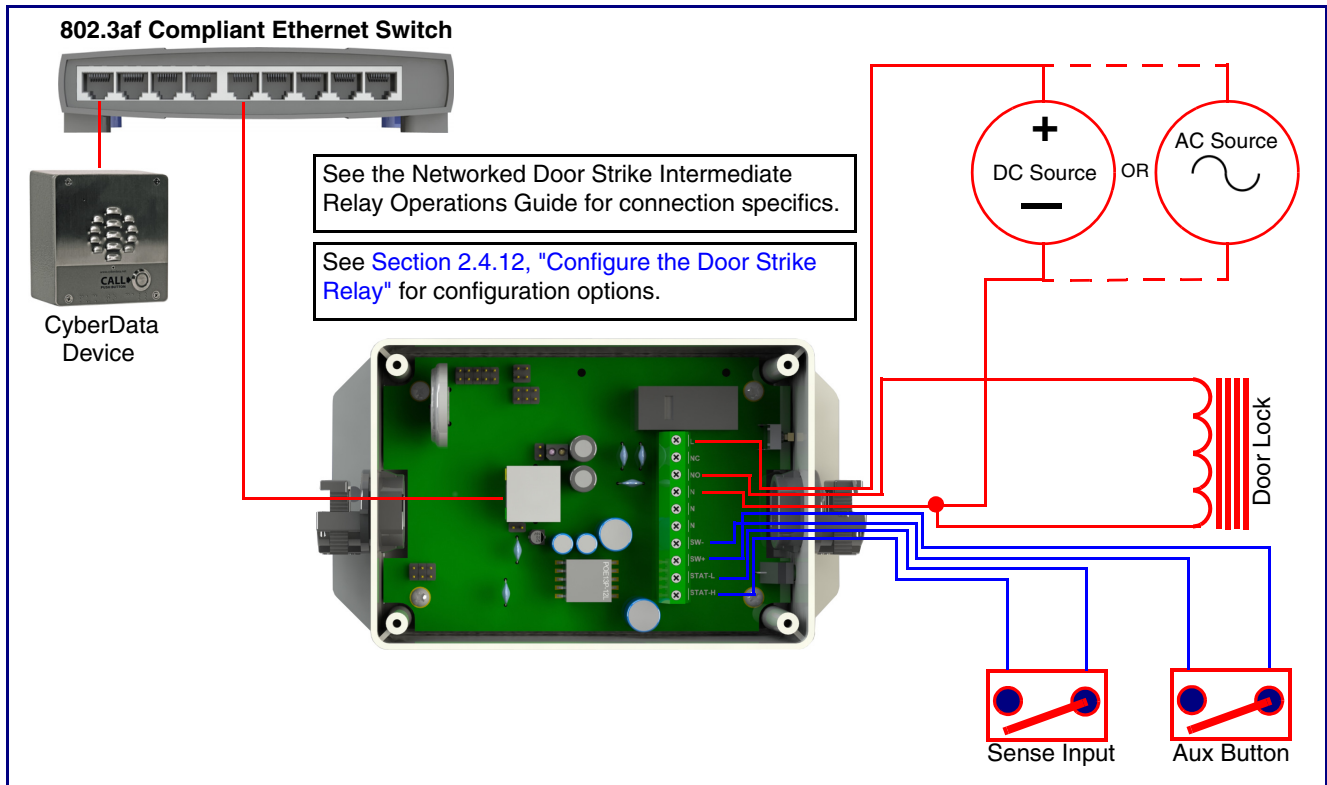 802.3af Compliant Ethernet Switch
See the Networked Door Strike Intermediate
Relay Operations Guide for connection specifics.
See Section 2.4.12, "Configure the Door Strike
Relay" for configuration options.
CALL
CyberData
Device
+
DC Source
—
OR
AC Source
Door Lock
L
NC
NO
N
N
N
SW-
SW+
STAT-L
STAT-H
Sense Input
Aux Button